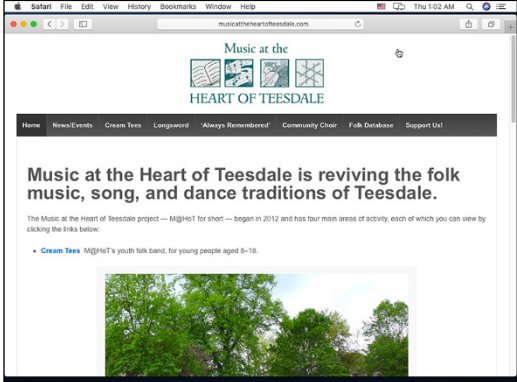 Safari File Edit View History Bookmarks Window Help Thu 1:02 AM
musicattheheartofteesdale.com
Music at the
HEART OF TEESDALE
Home News/Events Cream Tees Longsword 'Always Remembered' Community Choir Folk Database Support Us!
Music at the Heart of Teesdale is reviving the folk
music, song, and dance traditions of Teesdale.
The Music at the Heart of Teesdale project — M@HoT for short — began in 2012 and has four main areas of activity, each of which you can view by
clicking the links below:
• Cream Tees M@HoT's youth folk band, for young people aged 8–18.